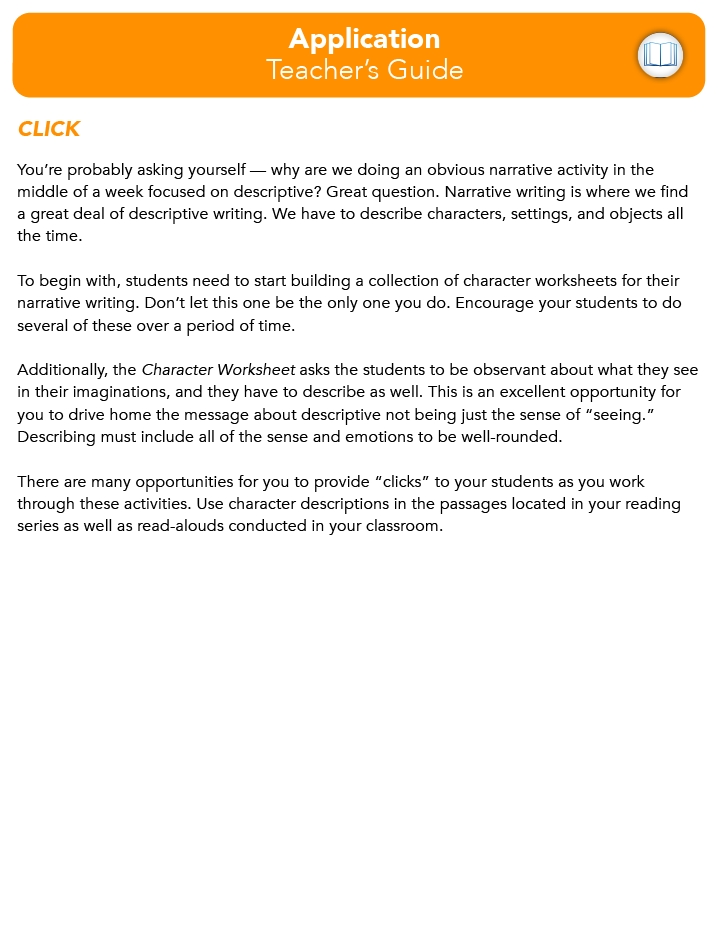 Application
Teacher’s Guide
CLICK
You’re probably asking yourself — why are we doing an obvious narrative activity in the
middle of a week focused on descriptive? Great question. Narrative writing is where we find
a great deal of descriptive writing. We have to describe characters, settings, and objects all
the time.
To begin with, students need to start building a collection of character worksheets for their
narrative writing. Don’t let this one be the only one you do. Encourage your students to do
several of these over a period of time.
Additionally, the Character Worksheet asks the students to be observant about what they see
in their imaginations, and they have to describe as well. This is an excellent opportunity for
you to drive home the message about descriptive not being just the sense of “seeing.”
Describing must include all of the sense and emotions to be well-rounded.
There are many opportunities for you to provide “clicks” to your students as you work
through these activities. Use character descriptions in the passages located in your reading
series as well as read-alouds conducted in your classroom.